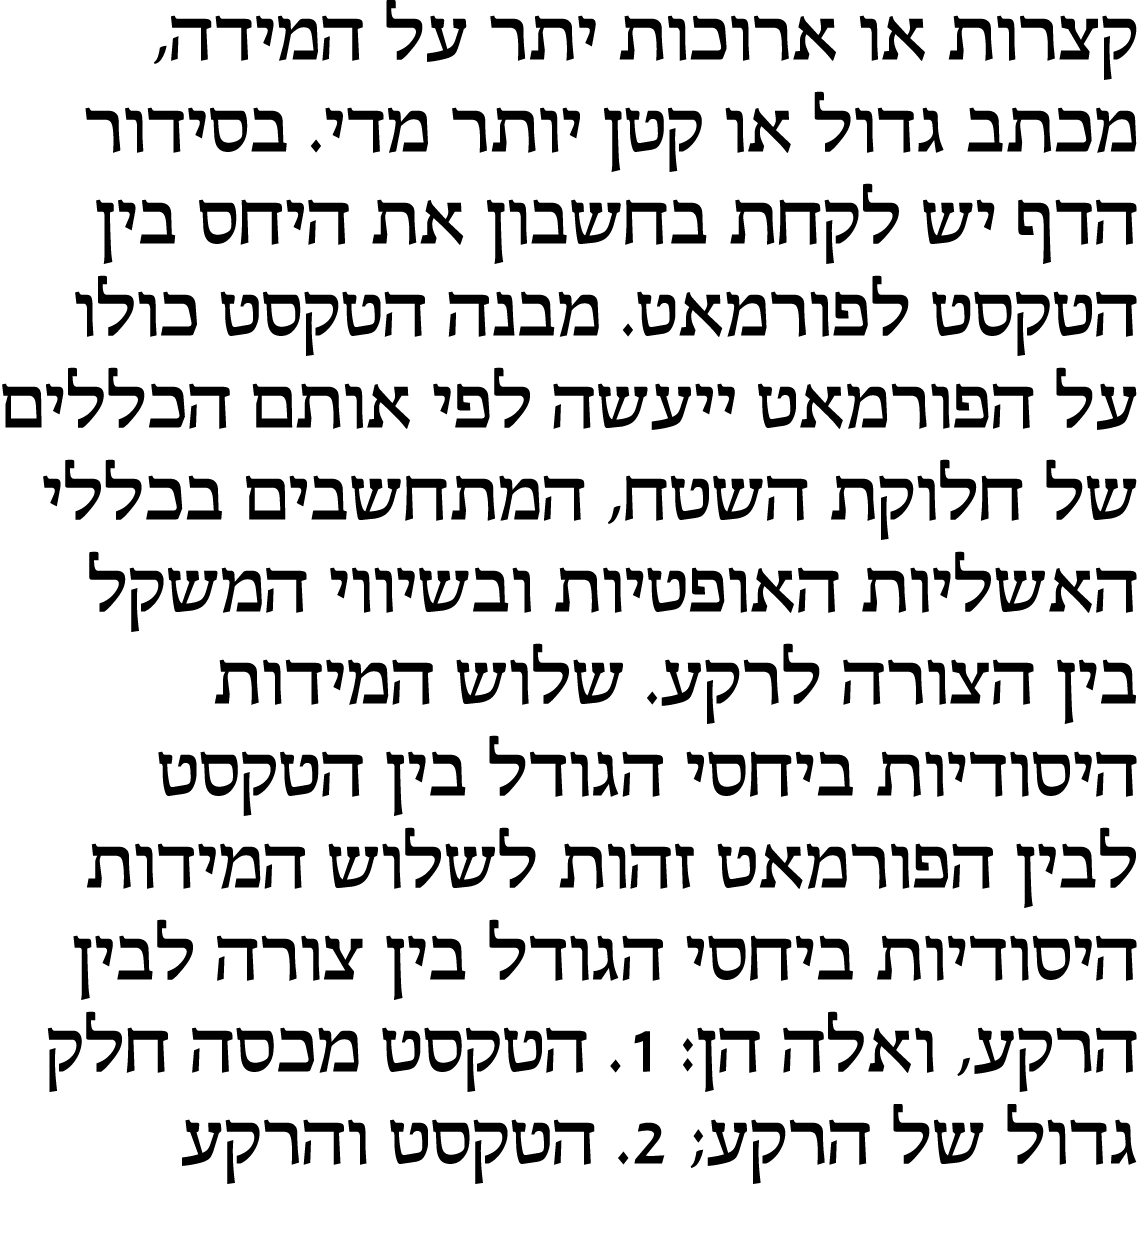 קצרות או ארוכות יתר על המידה,
מכתב גדול או קטן יותר מדי. בסידור
הדף יש לקחת בחשבון את היחס בין
הטקסט לפורמאט. מבנה הטקסט כולו
על הפורמאט ייעשה לפי אותם הכללים
של חלוקת השטח, המתחשבים בכללי
האשליות האופטיות ובשיווי המשקל
בין הצורה לרקע. שלוש המידות
היסודיות ביחסי הגודל בין הטקסט
לבין הפורמאט זהות לשלוש המידות
היסודיות ביחסי הגודל בין צורה לבין
הרקע, ואלה הן: 1. הטקסט מכסה חלק
גדול של הרקע; 2. הטקסט והרקע